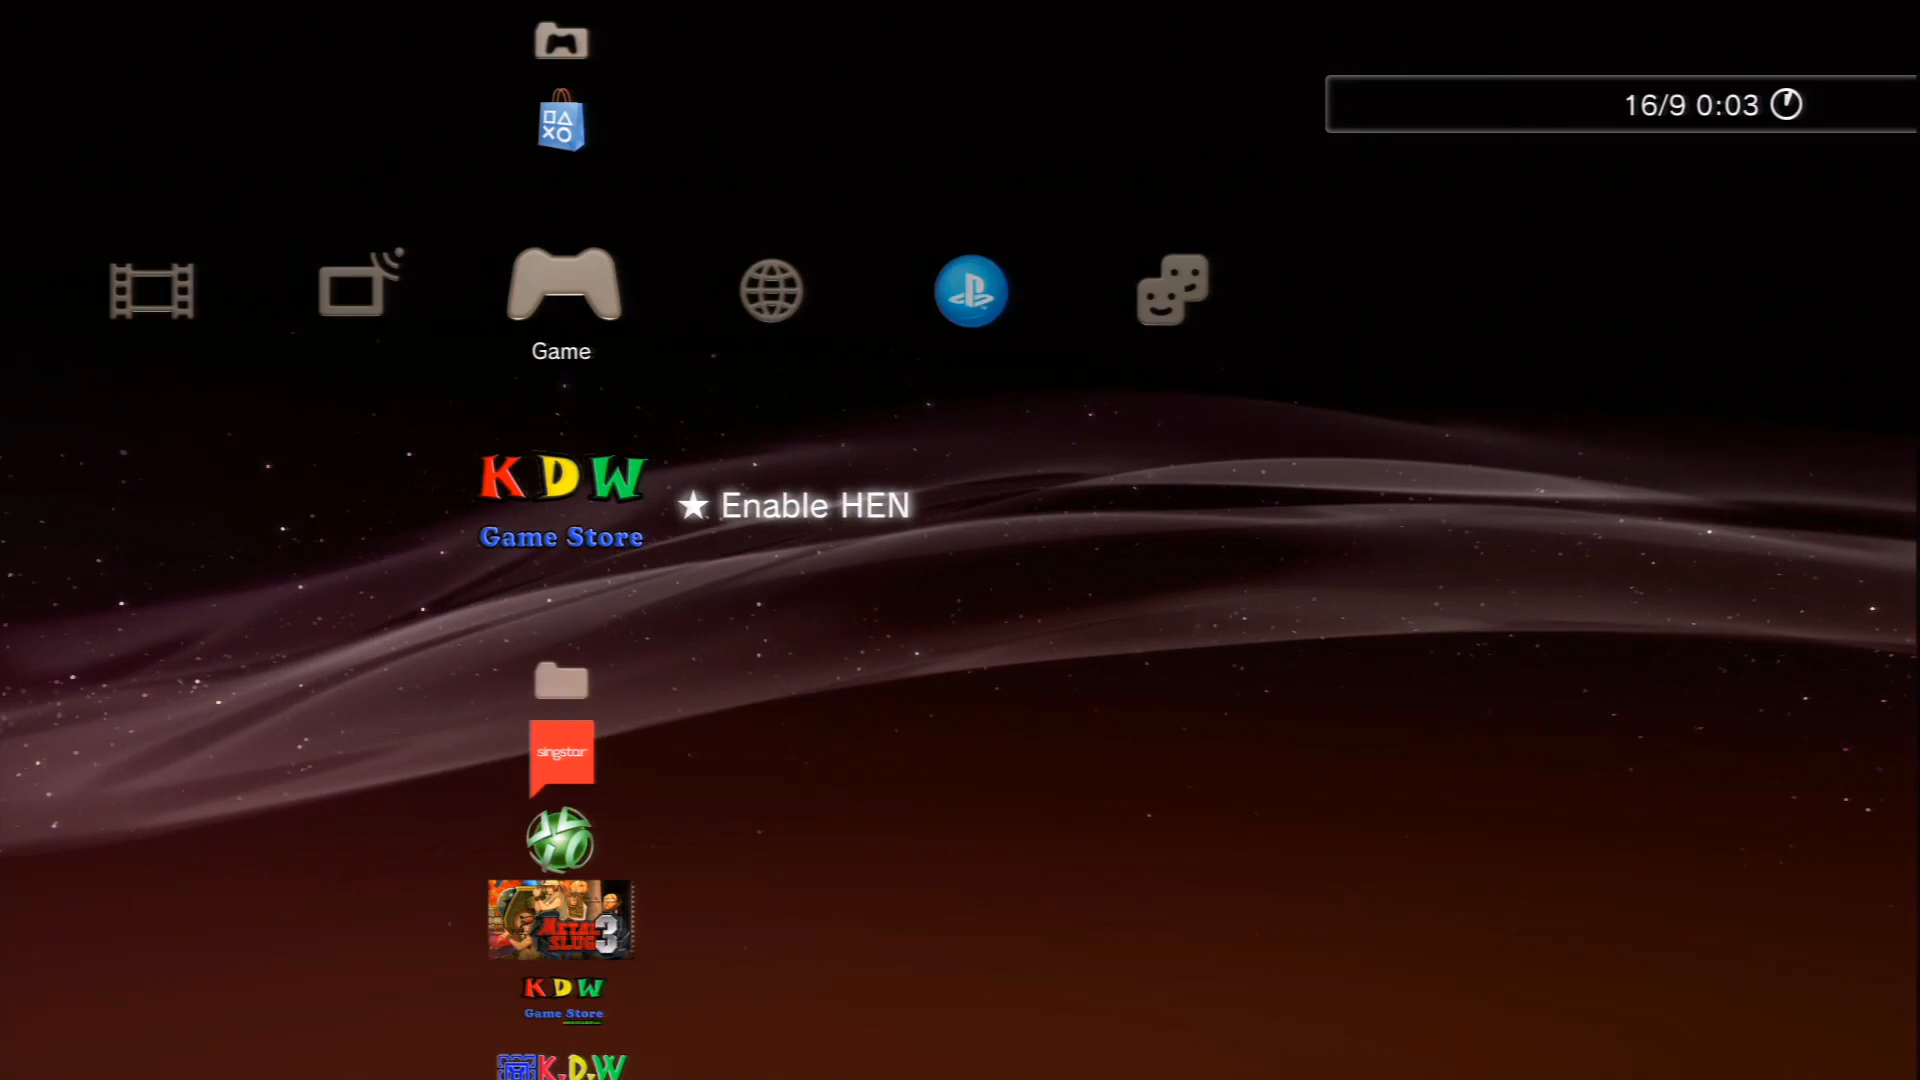 16/9 0:03
Game
KDW
Game Store
★ Enable HEN
singstar
METAL
SLUG 3
KDW
Game Store
K.D.W